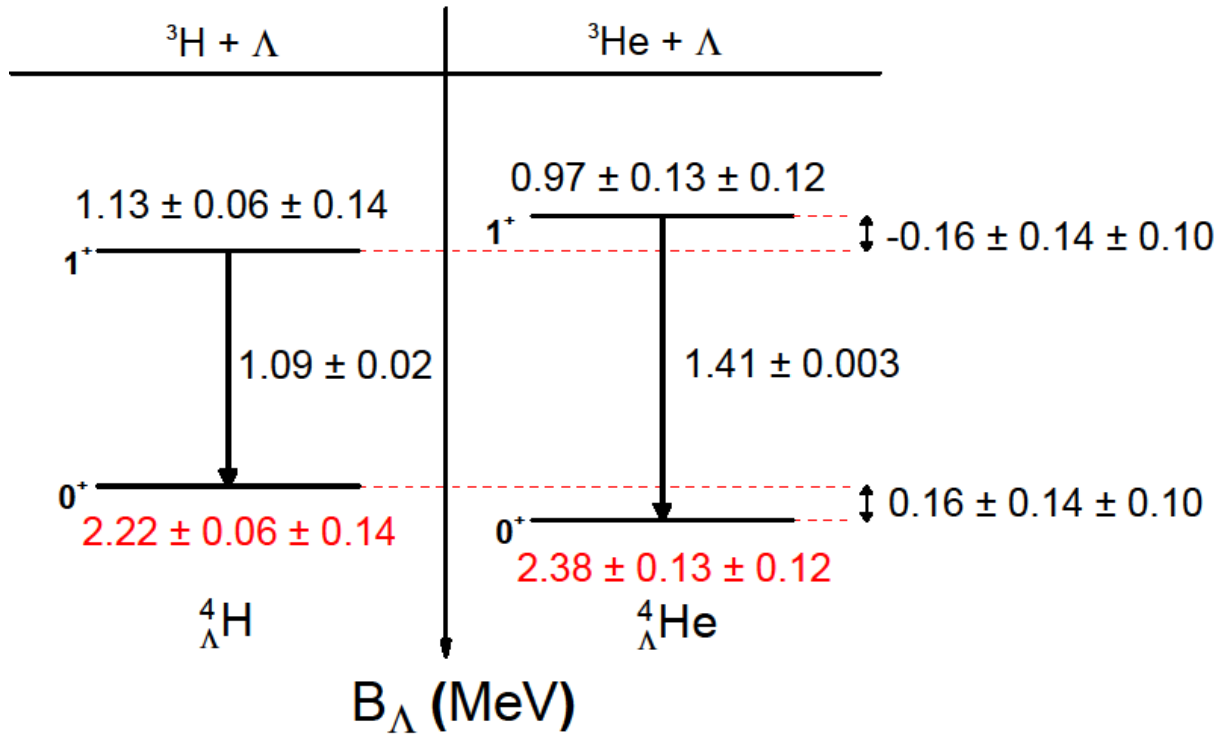 ³H + Λ
³He + Λ
0.97 ± 0.13 ± 0.12
1.13 ± 0.06 ± 0.14
1⁺
-0.16 ± 0.14 ± 0.10
1⁺
1.09 ± 0.02
1.41 ± 0.003
0⁺
0.16 ± 0.14 ± 0.10
2.22 ± 0.06 ± 0.14
0⁺
2.38 ± 0.13 ± 0.12
⁴ΛH
⁴ΛHe
BΛ (MeV)